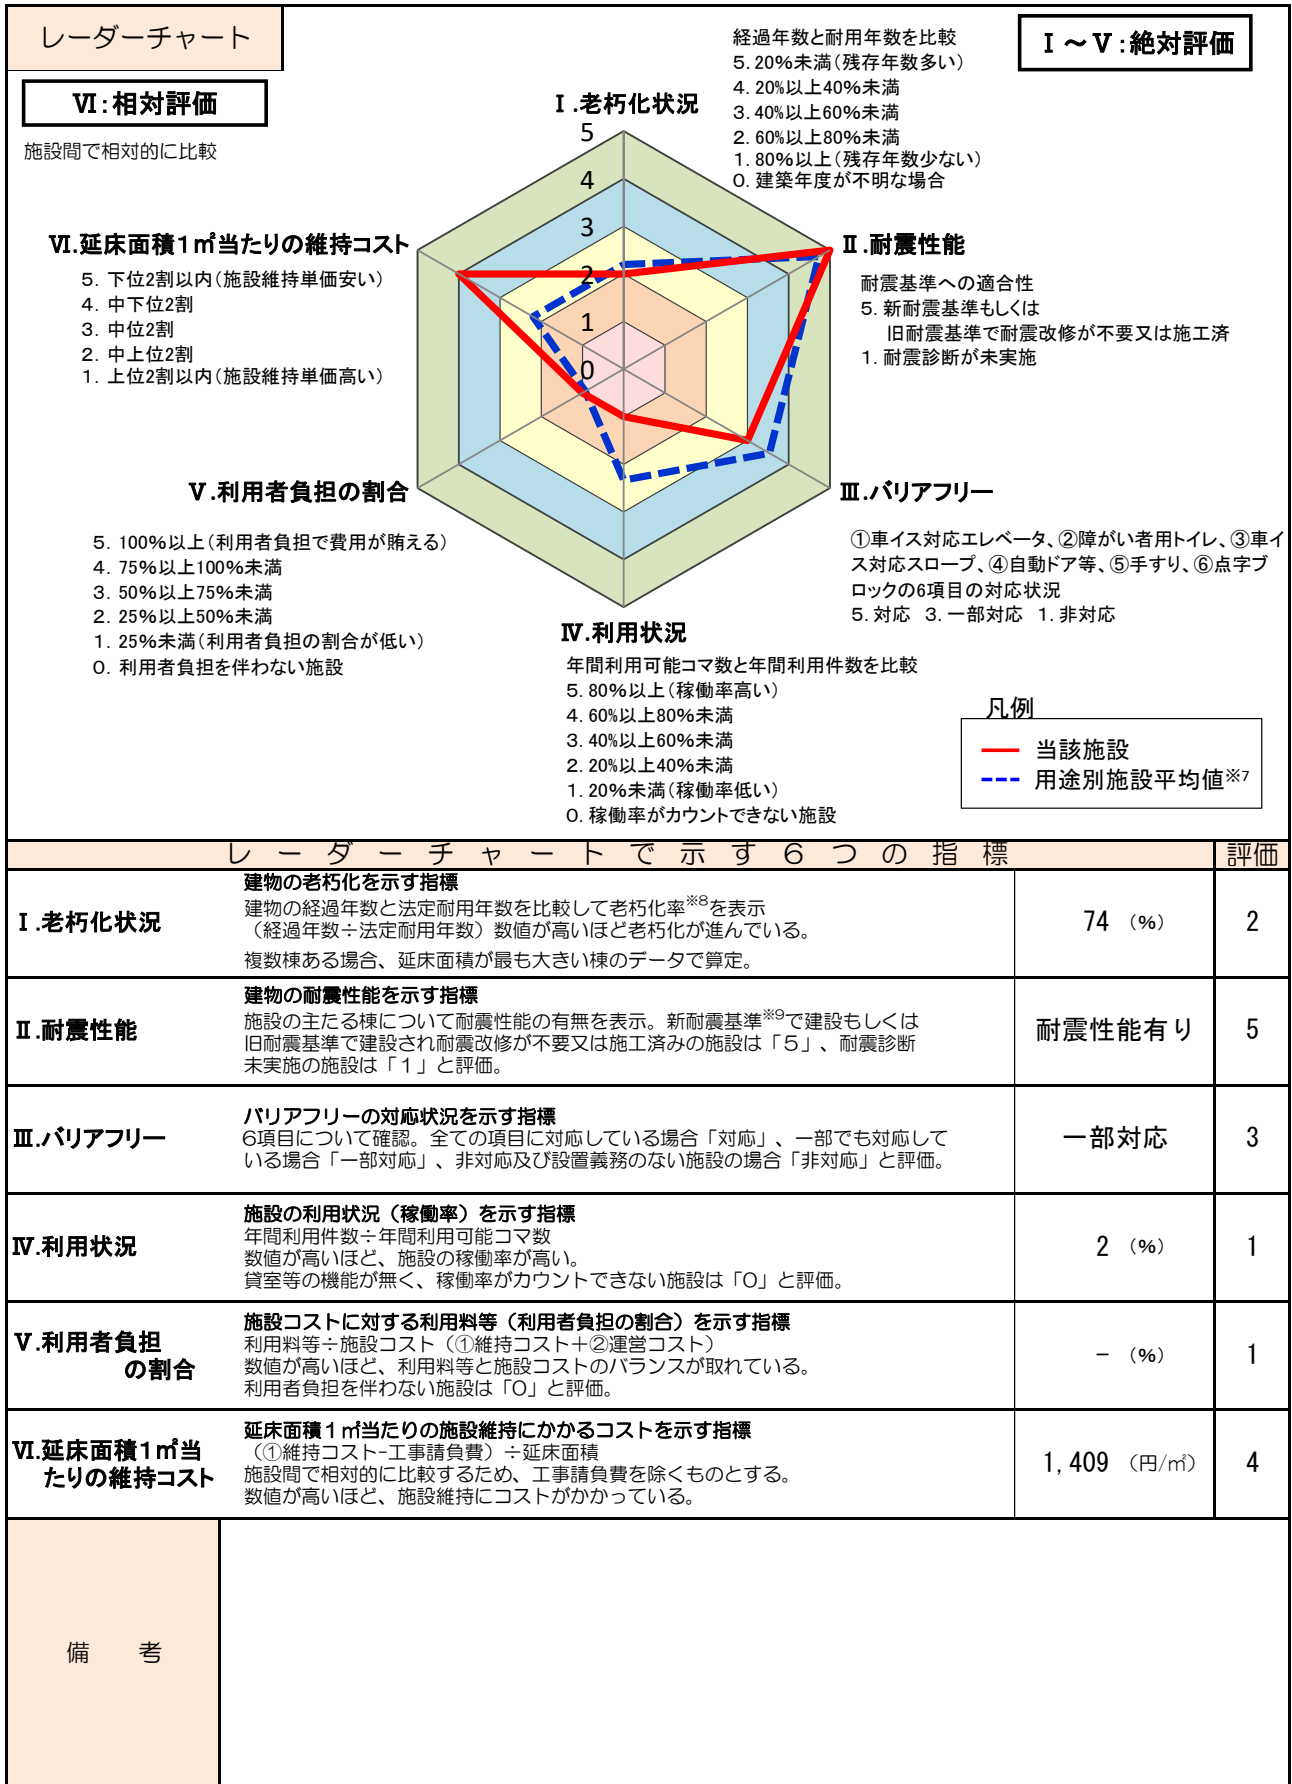 レーダーチャート
Ⅵ：相対評価
施設間で相対的に比較
Ⅰ～Ⅴ：絶対評価
経過年数と耐用年数を比較
5．20％未満（残存年数多い）
4．20％以上40％未満
3．40％以上60％未満
2．60％以上80％未満
1．80％以上（残存年数少ない）
0．建築年度が不明な場合
Ⅰ.老朽化状況
5
4
3
2
1
0
Ⅱ.耐震性能
耐震基準への適合性
5．新耐震基準もしくは
旧耐震基準で耐震改修が不要又は施工済
1．耐震診断が未実施
Ⅵ.延床面積1㎡当たりの維持コスト
5．下位2割以内（施設維持単価安い）
4．中下位2割
3．中位2割
2．中上位2割
1．上位2割以内（施設維持単価高い）
Ⅴ.利用者負担の割合
5．100％以上（利用者負担で費用が賄える）
4．75％以上100％未満
3．50％以上75％未満
2．25％以上50％未満
1．25％未満（利用者負担の割合が低い）
0．利用者負担を伴わない施設
Ⅲ.バリアフリー
①車イス対応エレベータ、②障がい者用トイレ、③車イ
ス対応スロープ、④自動ドア等、⑤手すり、⑥点字ブ
ロックの6項目の対応状況
5．対応 3．一部対応 1．非対応
Ⅳ.利用状況
年間利用可能コマ数と年間利用件数を比較
5．80％以上（稼働率高い）
4．60％以上80％未満
3．40％以上60％未満
2．20％以上40％未満
1．20％未満（稼働率低い）
0．稼働率がカウントできない施設
凡例
当該施設
用途別施設平均値※7
レーダーチャートで示す６つの指標 評価
Ⅰ.老朽化状況
建物の老朽化を示す指標
建物の経過年数と法定耐用年数を比較して老朽化率※8を表示
（経過年数÷法定耐用年数）数値が高いほど老朽化が進んでいる。
複数棟ある場合、延床面積が最も大きい棟のデータで算定。
74 （%） 2
Ⅱ.耐震性能
建物の耐震性能を示す指標
施設の主たる棟について耐震性能の有無を表示。新耐震基準※9で建設もしくは
旧耐震基準で建設され耐震改修が不要又は施工済みの施設は「５」、耐震診断
未実施の施設は「１」と評価。
耐震性能有り 5
Ⅲ.バリアフリー
バリアフリーの対応状況を示す指標
6項目について確認。全ての項目に対応している場合「対応」、一部でも対応して
いる場合「一部対応」、非対応及び設置義務のない施設の場合「非対応」と評価。
一部対応 3
Ⅳ.利用状況
施設の利用状況（稼働率）を示す指標
年間利用件数÷年間利用可能コマ数
数値が高いほど、施設の稼働率が高い。
貸室等の機能が無く、稼働率がカウントできない施設は「０」と評価。
2 （%） 1
Ⅴ.利用者負担
の割合
施設コストに対する利用料等（利用者負担の割合）を示す指標
利用料等÷施設コスト（①維持コスト＋②運営コスト）
数値が高いほど、利用料等と施設コストのバランスが取れている。
利用者負担を伴わない施設は「０」と評価。
－ （%） 1
Ⅵ.延床面積1㎡当
たりの維持コスト
延床面積１㎡当たりの施設維持にかかるコストを示す指標
（①維持コスト-工事請負費）÷延床面積
施設間で相対的に比較するため、工事請負費を除くものとする。
数値が高いほど、施設維持にコストがかかっている。
1,409 （円/㎡） 4
備 考